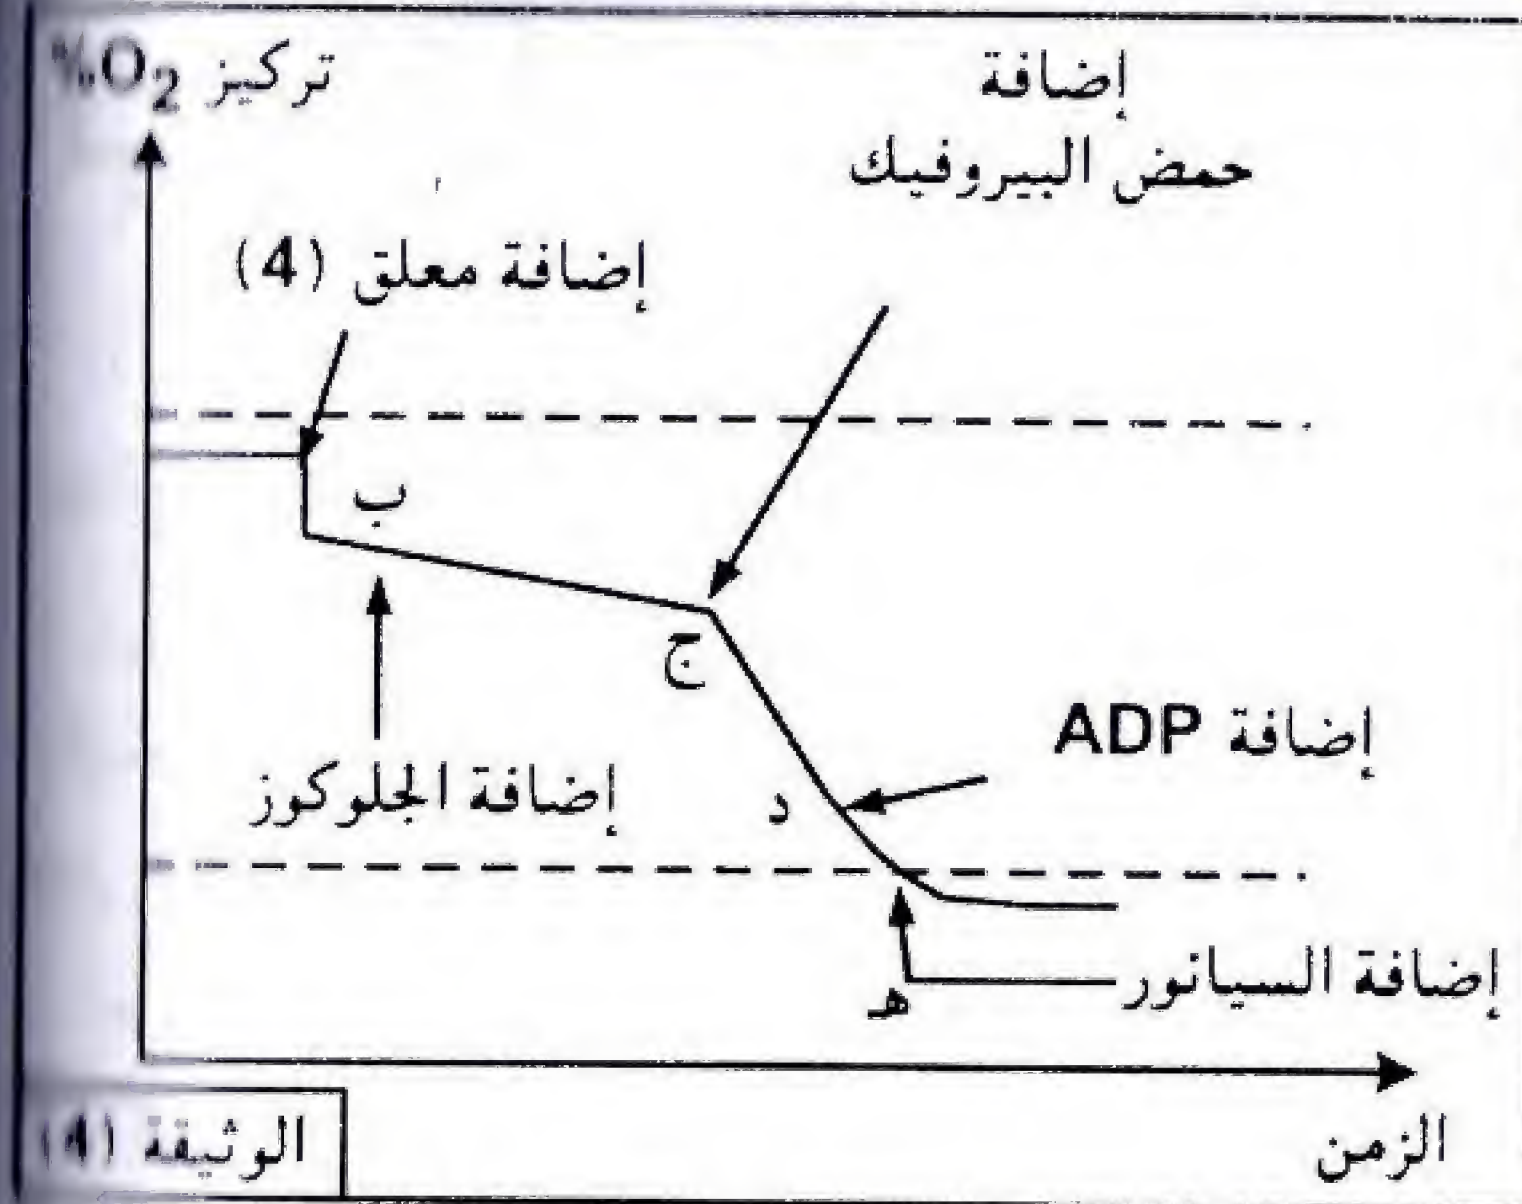 تركيز %O2
إضافة
حمض البيروفيك
إضافة معلق (4)
ب
ج
إضافة ADP
إضافة الجلوكوز
د
إضافة السيانور
هـ
الزمن
الوثيقة (4)